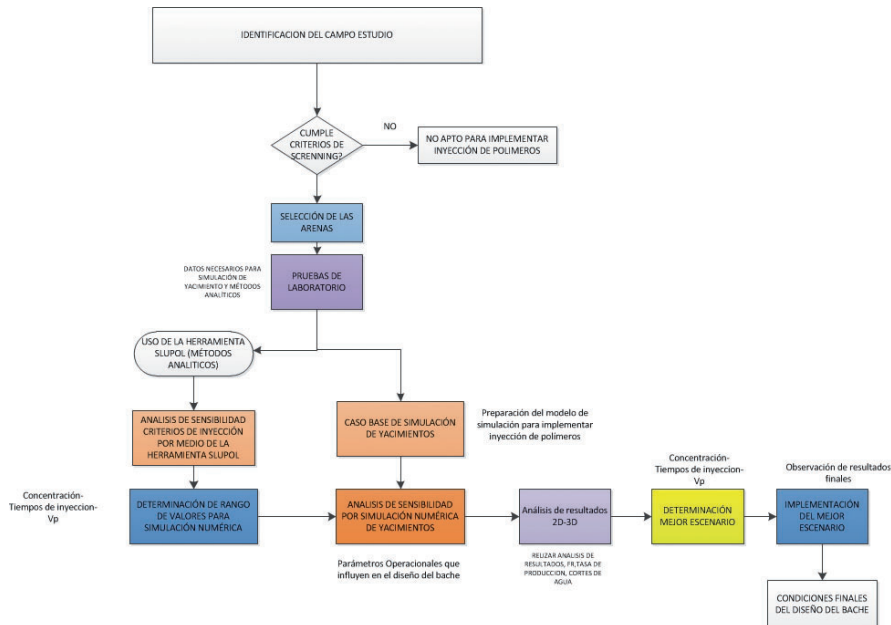 IDENTIFICACION DEL CAMPO ESTUDIO
CUMPLE
CRITERIOS DE
SCRENNING?
NO
NO APTO PARA IMPLEMENTAR
INYECCIÓN DE POLIMEROS
SELECCIÓN DE LAS
ARENAS
DATOS NECESARIOS PARA
SIMULACIÓN DE
YACIMIENTO Y MÉTODOS
ANALÍTICOS
PRUEBAS DE
LABORATORIO
USO DE LA HERRAMIENTA
SLUPOL (MÉTODOS
ANALITICOS)
ANALISIS DE SENSIBILIDAD
CRITERIOS DE INYECCIÓN
POR MEDIO DE LA
HERRAMIENTA SLUPOL
CASO BASE DE SIMULACIÓN
DE YACIMIENTOS
Preparación del modelo de
simulación para implementar
inyección de polímeros
Concentración-
Tiempos de inyeccion-
Vp
DETERMINACIÓN DE RANGO
DE VALORES PARA
SIMULACIÓN NUMÉRICA
ANALISIS DE SENSIBILIDAD
POR SIMULACIÓN NUMÉRICA
DE YACIMIENTOS
Parámetros Operacionales que
influyen en el diseño del bache
Análisis de resultados
2D-3D
RELIZAR ANALISIS DE
RESULTADOS, FR,TASA DE
PRODUCCION, CORTES DE
AGUA
Concentración-
Tiempos de inyeccion-
Vp
DETERMINACIÓN
MEJOR ESCENARIO
Observación de resultados
finales
IMPLEMENTACIÓN
DEL MEJOR
ESCENARIO
CONDICIONES FINALES
DEL DISEÑO DEL BACHE